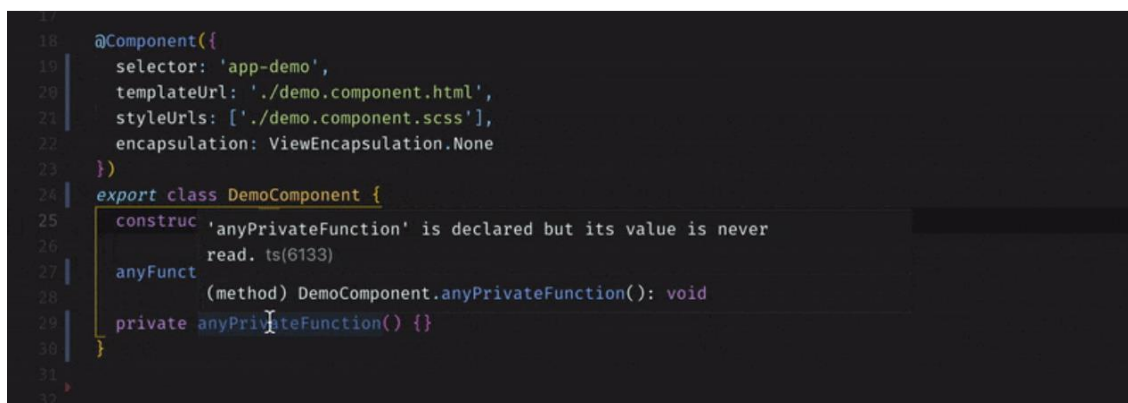 17
18 @Component({
19 selector: 'app-demo',
20 templateUrl: './demo.component.html',
21 styleUrls: ['./demo.component.scss'],
22 encapsulation: ViewEncapsulation.None
23 })
24 export class DemoComponent {
25 construc
'anyPrivateFunction' is declared but its value is never
26
read. ts(6133)
27 anyFunct
(method) DemoComponent.anyPrivateFunction(): void
28
29 private anyPrivateFunction() {}
30 }
31
32